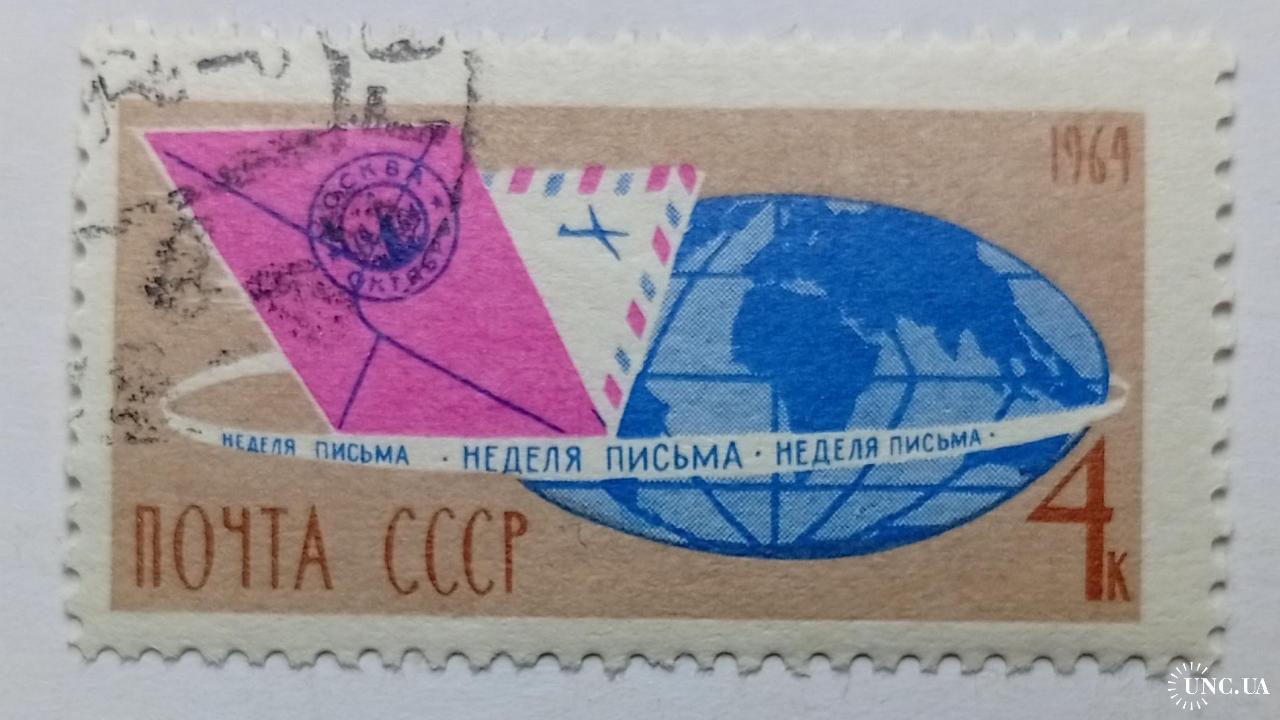 1964
МОСКВА
ОКТЯБРЬ
НЕДЕЛЯ ПИСЬМА · НЕДЕЛЯ ПИСЬМА · НЕДЕЛЯ ПИСЬМА ·
ПОЧТА СССР
4к
UNC.UA